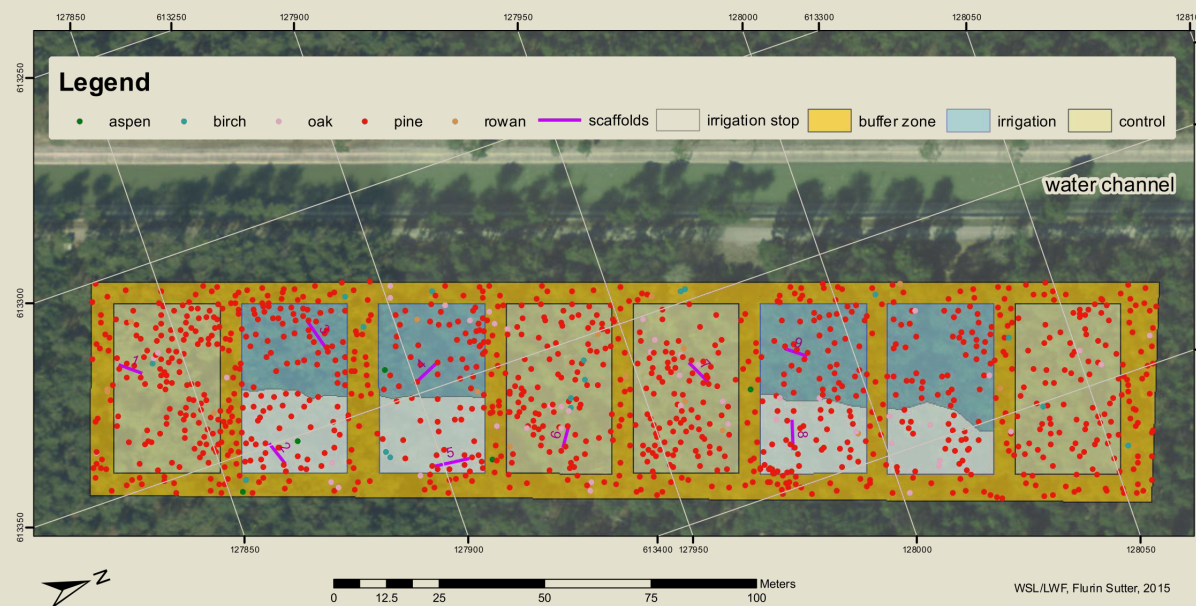 127850 613250 127900 127950 128000 613300 128050
613250
Legend
aspen birch oak pine rowan scaffolds irrigation stop buffer zone irrigation control
water channel
613300
3
9
1 4 7
2 5 6 8
613350
127850 127900 613400 127950 128000 128050
N
Meters
0 12.5 25 50 75 100
WSL/LWF, Flurin Sutter, 2015